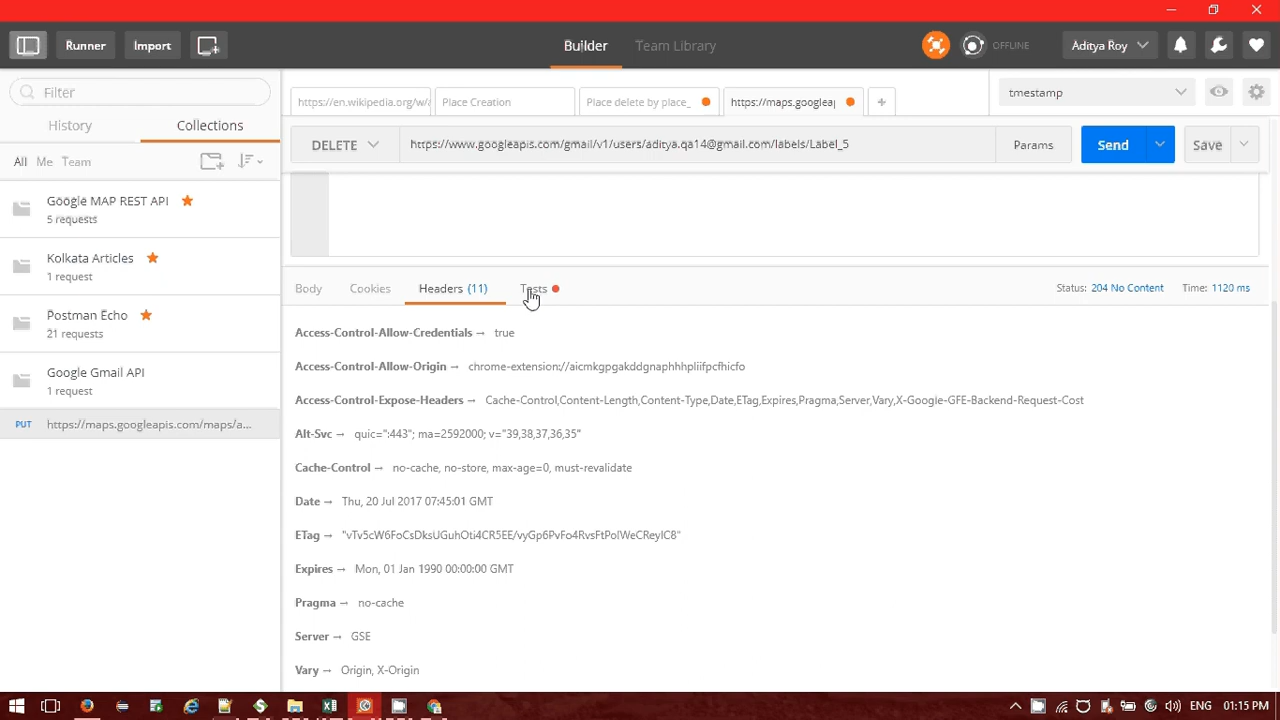 Runner Import Builder Team Library OFFLINE Aditya Roy
Filter
History Collections
All Me Team
Google MAP REST API
5 requests
Kolkata Articles
1 request
Postman Echo
21 requests
Google Gmail API
1 request
PUT https://maps.googleapis.com/maps/a...
https://en.wikipedia.org/w/ Place Creation Place delete by place_ https://maps.googlea +
tmestamp
DELETE https://www.googleapis.com/gmail/v1/users/aditya.qa14@gmail.com/labels/Label_5 Params Send Save
Body Cookies Headers (11) Tests Status: 204 No Content Time: 1120 ms
Access-Control-Allow-Credentials → true
Access-Control-Allow-Origin → chrome-extension://aicmkgpgakddgnaphhhpliifpcfhicfo
Access-Control-Expose-Headers → Cache-Control,Content-Length,Content-Type,Date,ETag,Expires,Pragma,Server,Vary,X-Google-GFE-Backend-Request-Cost
Alt-Svc → quic=":443"; ma=2592000; v="39,38,37,36,35"
Cache-Control → no-cache, no-store, max-age=0, must-revalidate
Date → Thu, 20 Jul 2017 07:45:01 GMT
ETag → "vTv5cW6FoCsDksUGuhOti4CR5EE/vyGp6PvFo4RvsFtPolWeCReyIC8"
Expires → Mon, 01 Jan 1990 00:00:00 GMT
Pragma → no-cache
Server → GSE
Vary → Origin, X-Origin
ENG 01:15 PM